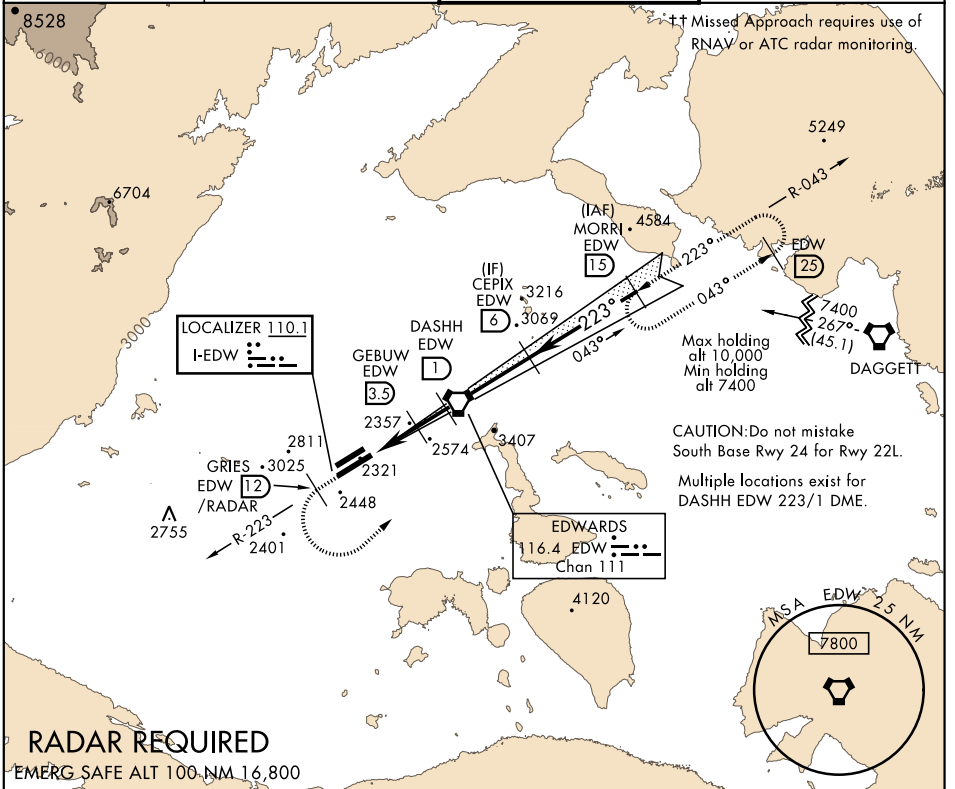 8528
†† Missed Approach requires use of
RNAV or ATC radar monitoring.
5249
R-043
6704
(IAF)
MORRI
EDW
15
4584
223°
EDW
25
043°
(IF)
CEPIX
EDW
6
3216
3069
223°
043°
7400
267°
(45.1)
DAGGETT
Max holding
alt 10,000
Min holding
alt 7400
3000
LOCALIZER 110.1
I-EDW
DASHH
EDW
1
GEBUW
EDW
3.5
2357
2574
3407
CAUTION:Do not mistake
South Base Rwy 24 for Rwy 22L.
Multiple locations exist for
DASHH EDW 223/1 DME.
2811
3025
2321
GRIES
EDW 12
/RADAR
2448
2755
R-223
2401
EDWARDS
116.4 EDW
Chan 111
4120
MSA EDW 25 NM
7800
RADAR REQUIRED
EMERG SAFE ALT 100 NM 16,800